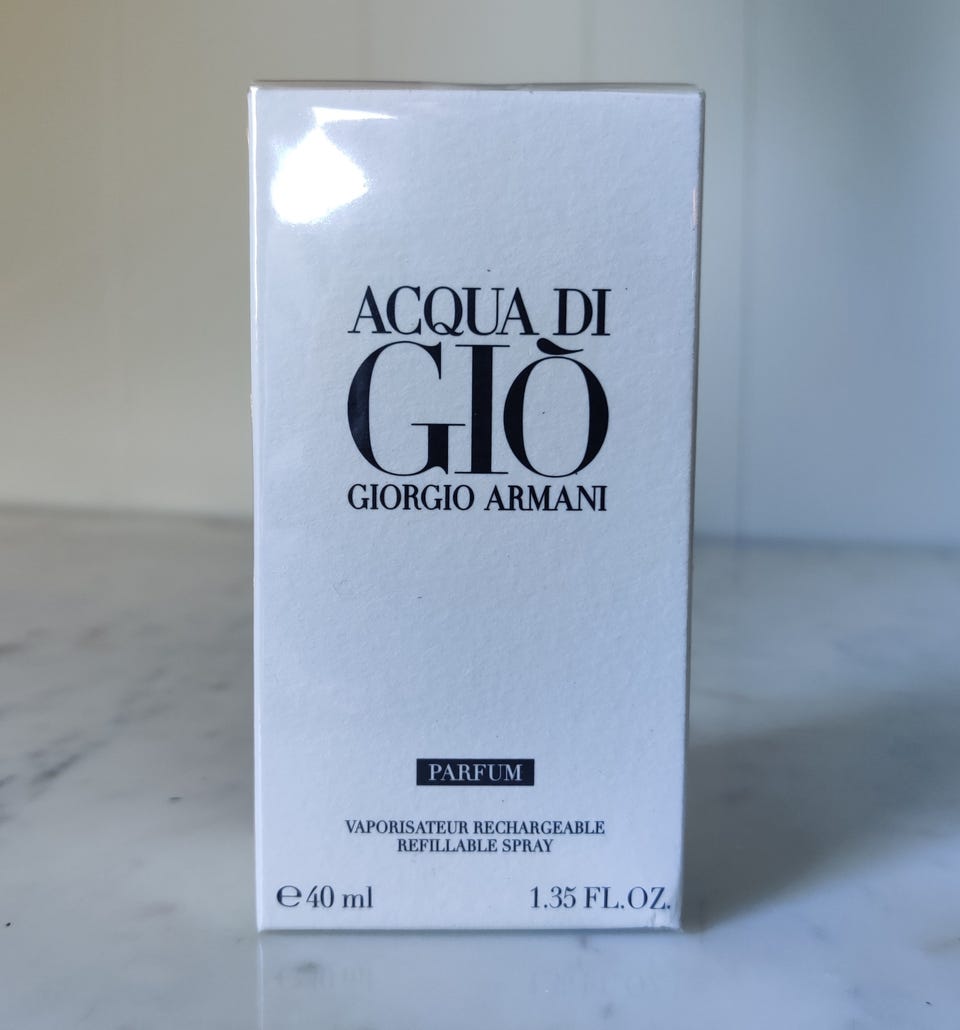 ACQUA DI
GIÒ
GIORGIO ARMANI
PARFUM
VAPORISATEUR RECHARGEABLE
REFILLABLE SPRAY
℮40 ml 1.35 FL.OZ.